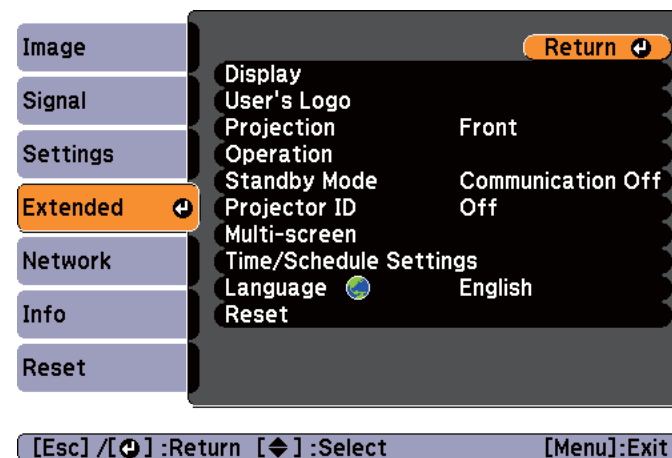 Image
Signal
Settings
Extended
Network
Info
Reset
Return
Display
User's Logo
Projection Front
Operation
Standby Mode Communication Off
Projector ID Off
Multi-screen
Time/Schedule Settings
Language English
Reset
[Esc] /[ ] :Return [ ] :Select [Menu]:Exit